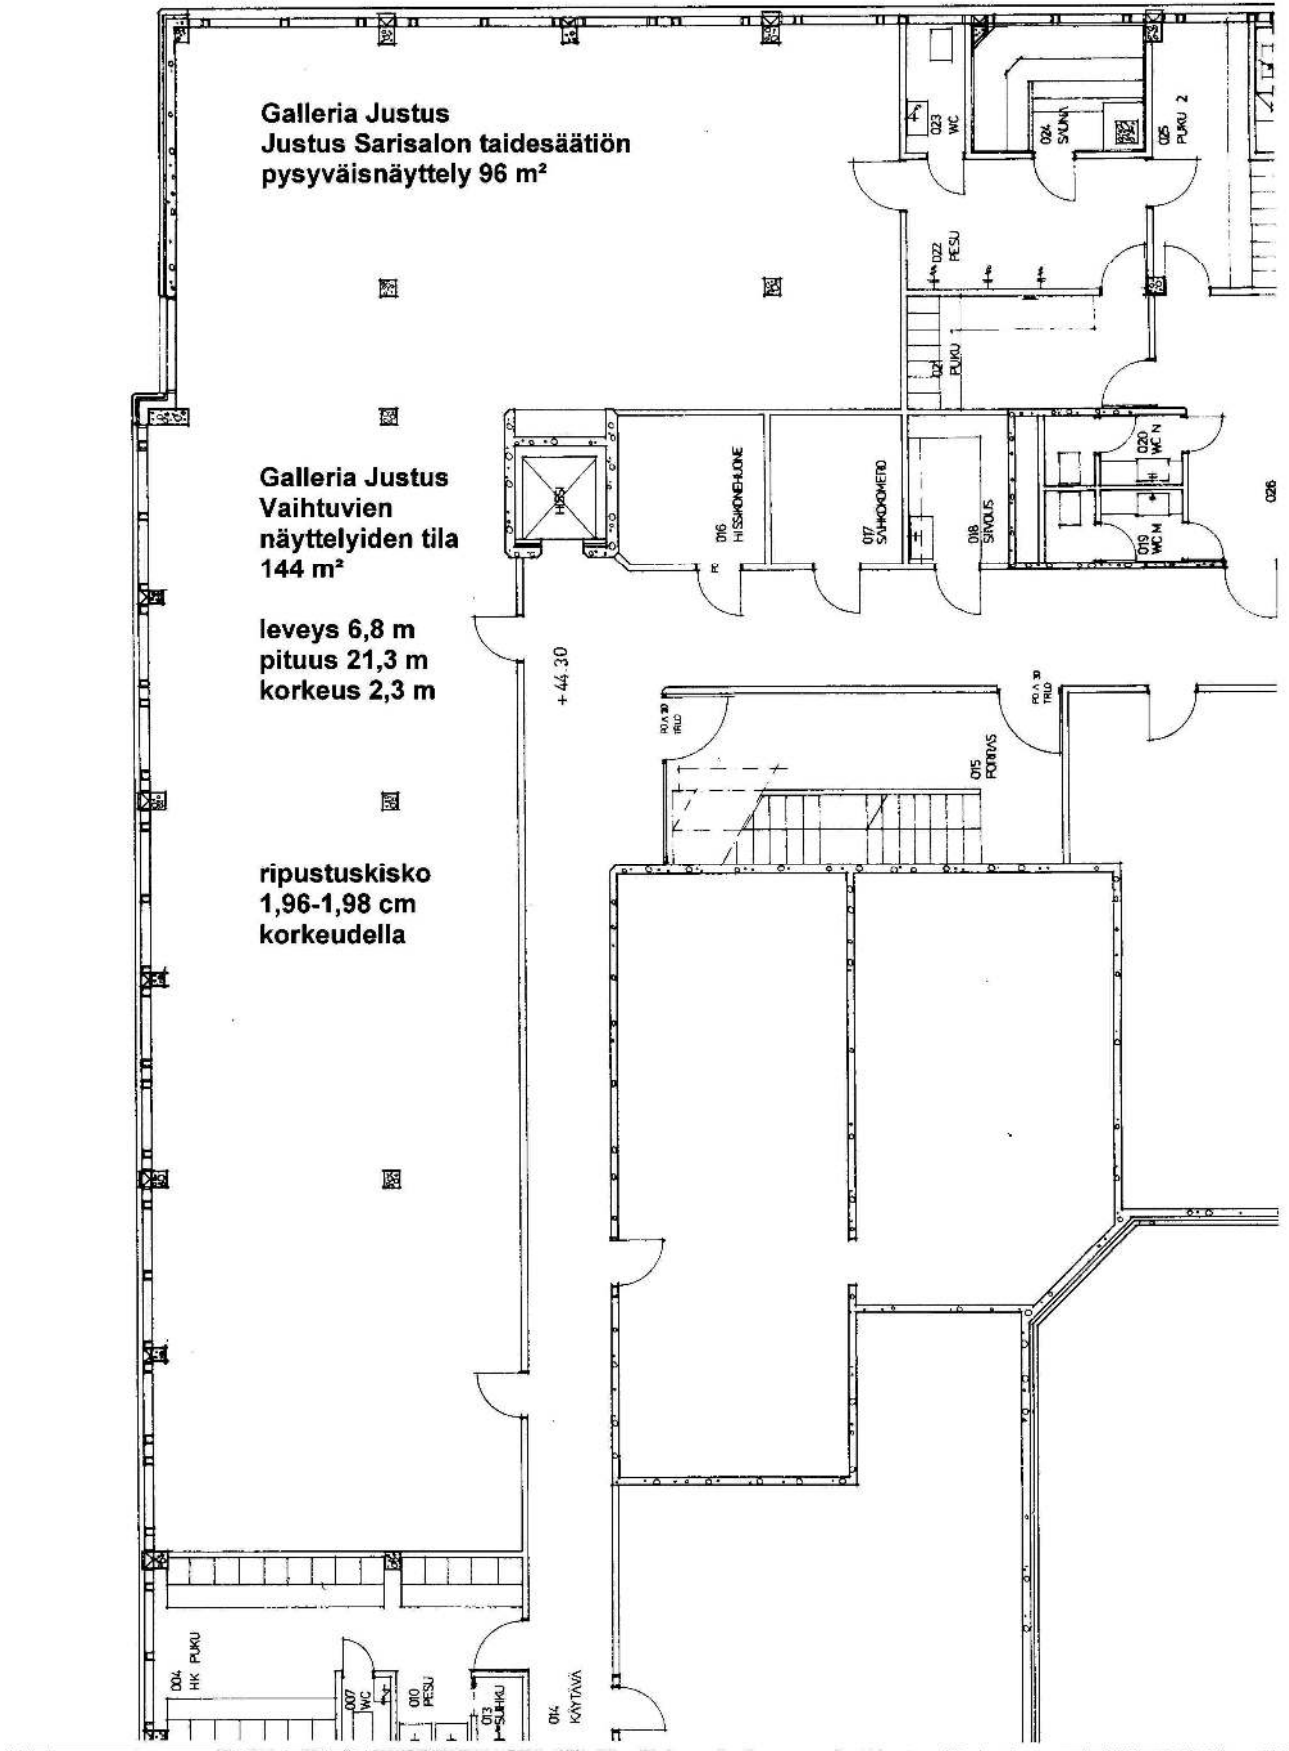 Galleria Justus
Justus Sarisalon taidesäätiön
pysyväisnäyttely 96 m²
023
WC
024
SAUNA
025
PUKU 2
022
PESU
021
PUKU
Galleria Justus
Vaihtuvien
näyttelyiden tila
144 m²
leveys 6,8 m
pituus 21,3 m
korkeus 2,3 m
HISSI
016
HISSIKONEHUONE
017
SÄHKÖKOMERO
018
SIIVOUS
020
WC N
019
WC M
026
PO
+44.30
015
PORRAS
ripustuskisko
1,96-1,98 cm
korkeudella
004
HK PUKU
007
WC
010
PESU
013
SUIHKU
014
KÄYTÄVÄ